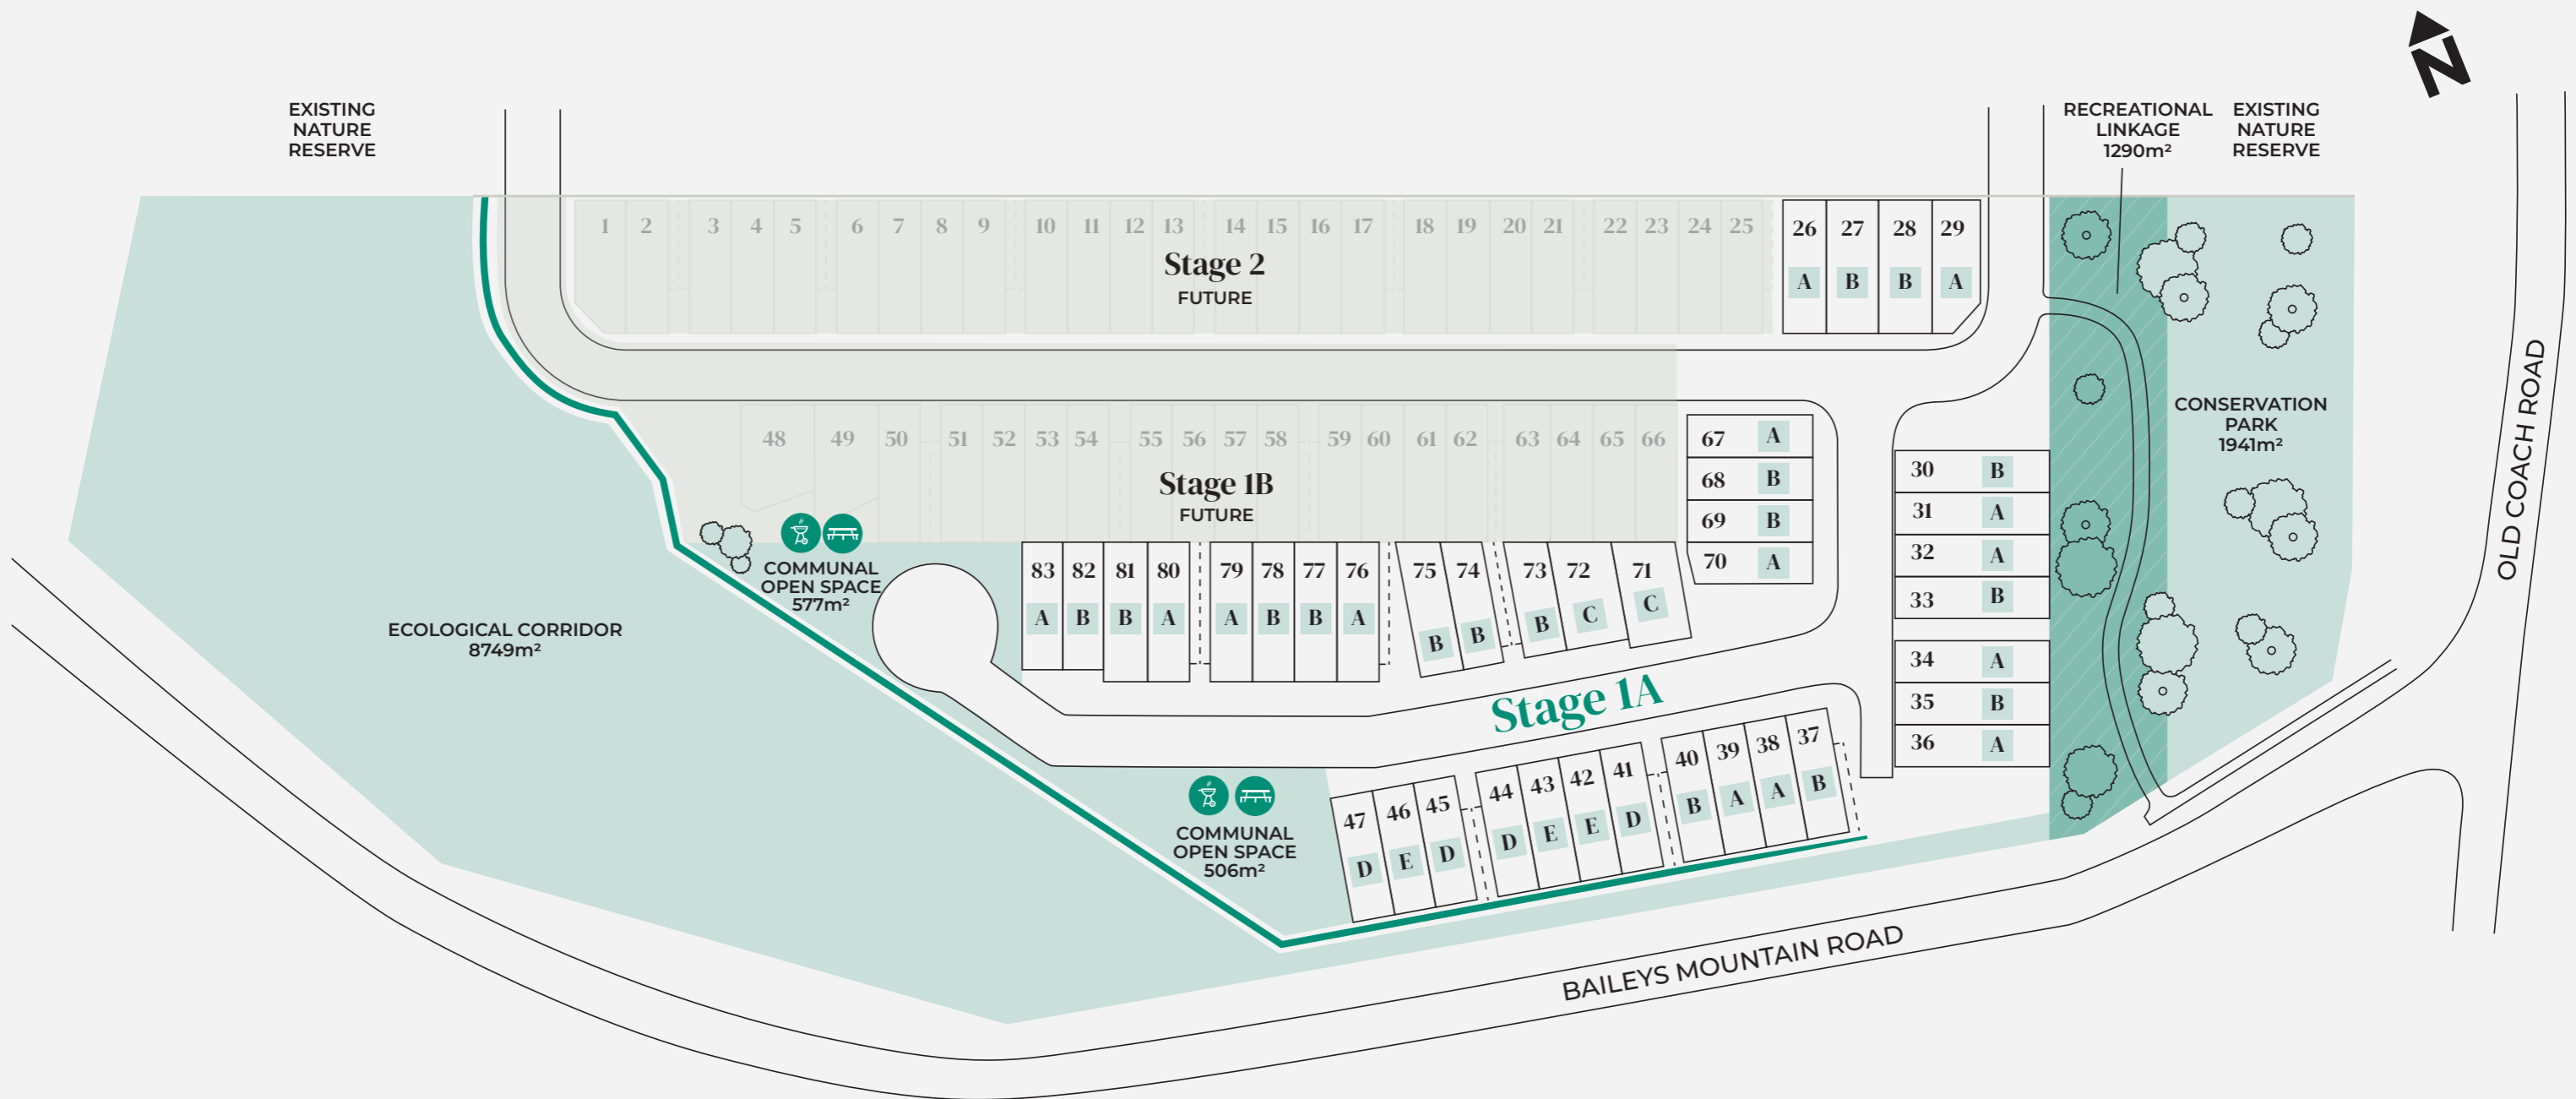 N
EXISTING
NATURE
RESERVE
RECREATIONAL
LINKAGE
1290m²
EXISTING
NATURE
RESERVE
1 2 3 4 5 6 7 8 9 10 11 12 13 14 15 16 17 18 19 20 21 22 23 24 25
26 27 28 29
A B B A
Stage 2
FUTURE
48 49 50 51 52 53 54 55 56 57 58 59 60 61 62 63 64 65 66
Stage 1B
FUTURE
67 A
68 B
69 B
70 A
30 B
31 A
32 A
33 B
34 A
35 B
36 A
CONSERVATION
PARK
1941m²
OLD COACH ROAD
COMMUNAL
OPEN SPACE
577m²
83 82 81 80 79 78 77 76 75 74 73 72 71
A B B A A B B A B B B C C
ECOLOGICAL CORRIDOR
8749m²
Stage 1A
COMMUNAL
OPEN SPACE
506m²
47 46 45 44 43 42 41 40 39 38 37
D E D D E E D B A A B
BAILEYS MOUNTAIN ROAD